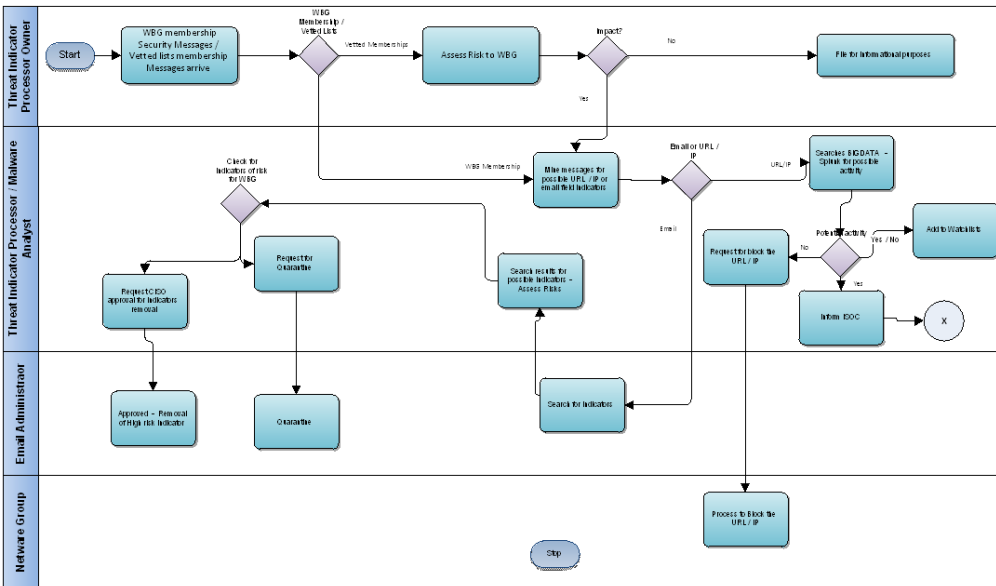 Threat Indicator
Processor Owner
Start
WBG membership
Security Messages /
Vetted lists membership
Messages arrive
WBG
Membership /
Vetted Lists
Vetted Memberships
Assess Risk to WBG
Impact?
No
File for Informational purposes
Yes
Threat Indicator Processor / Malware
Analyst
Check for
Indicators of risk
for WBG
WBG Membership
Mine messages for
possible URL / IP or
email field indicators
Email or URL /
IP
URL/IP
Searches BIGDATA -
Splunk for possible
activity
Email
Request for
Quarantine
Request CISO
approval for Indicators
removal
Search results for
possible Indicators -
Assess Risks
Request for block the
URL / IP
No
Potential activity
Yes / No
Add to Watchlists
Yes
Inform ISOC
X
Email Administraor
Approved - Removal
of High risk Indicator
Quarantine
Search for Indicators
Netware Group
Process to Block the
URL / IP
Stop